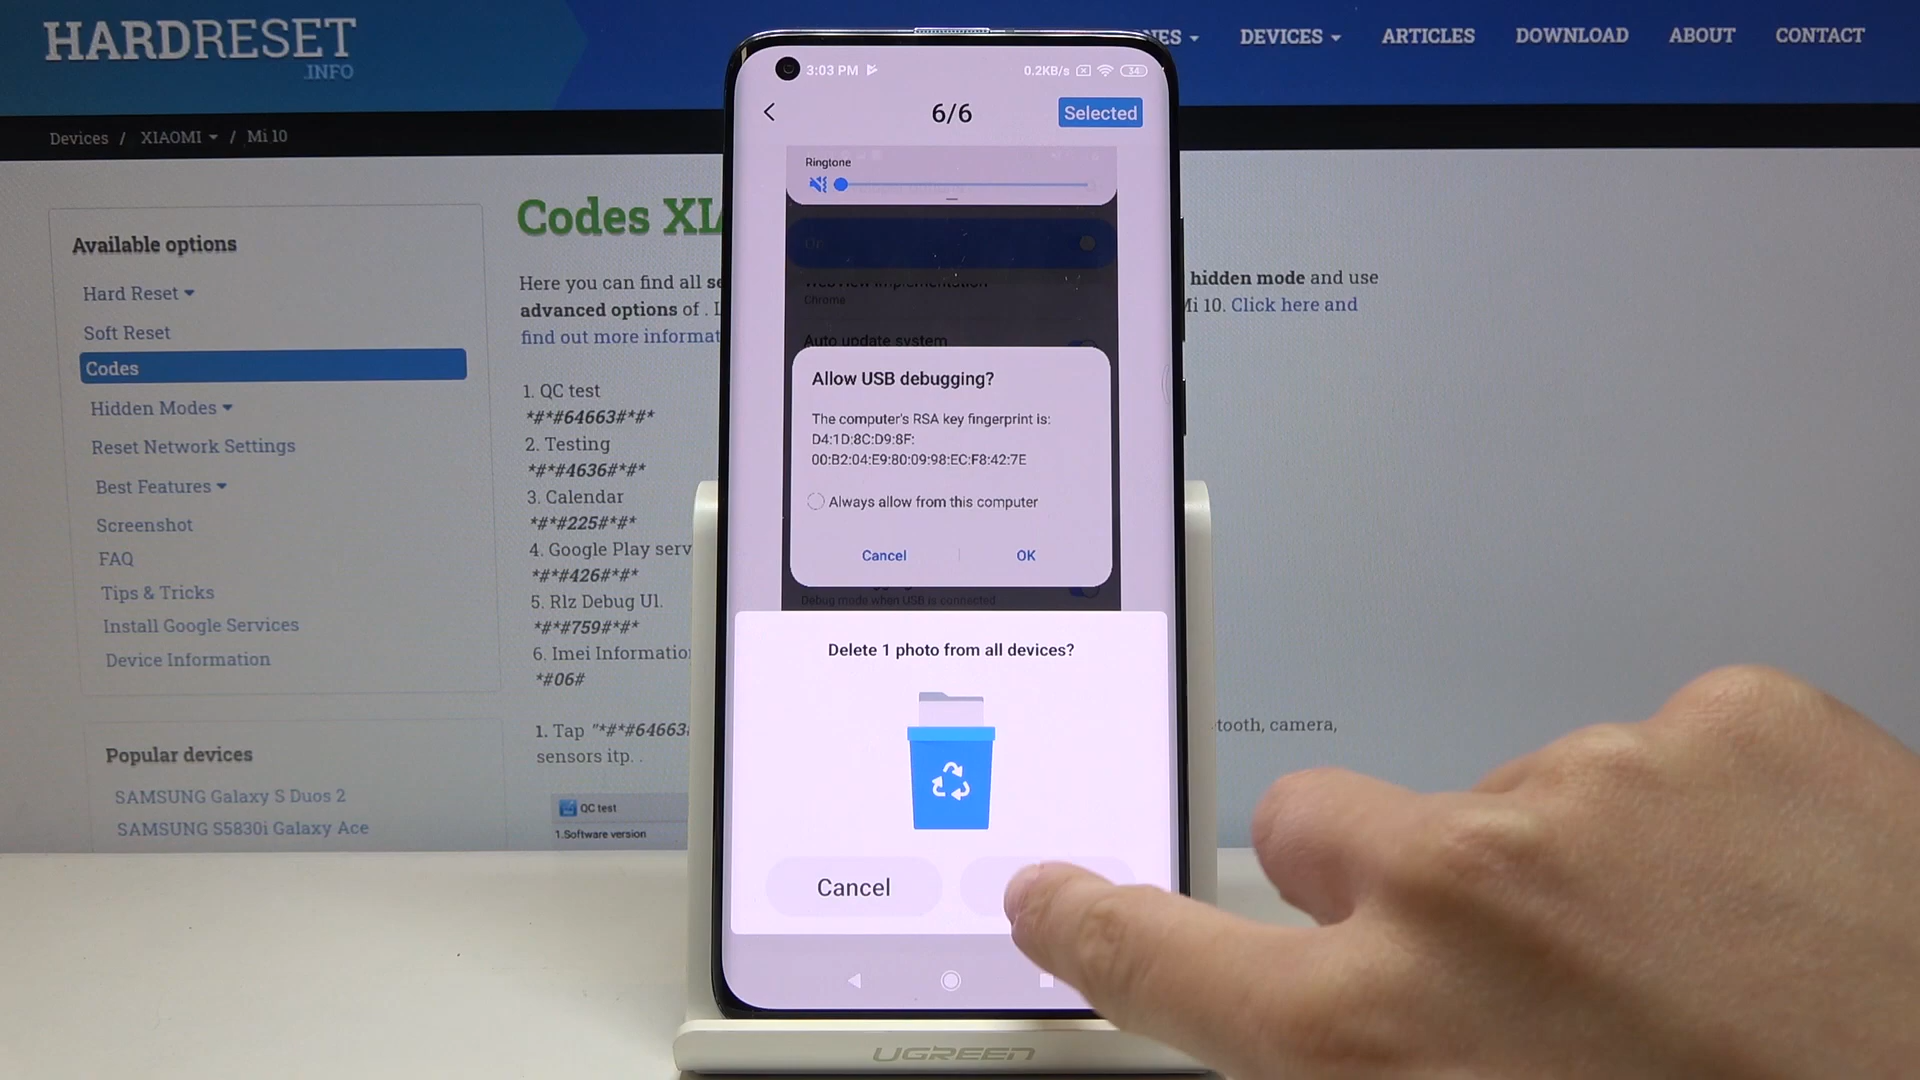 HARDRESET
.INFO
DEVICES
ARTICLES
DOWNLOAD
ABOUT
CONTACT
Devices / XIAOMI / Mi 10
Available options
Hard Reset
Soft Reset
Codes
Hidden Modes
Reset Network Settings
Best Features
Screenshot
FAQ
Tips & Tricks
Install Google Services
Device Information
Popular devices
SAMSUNG Galaxy S Duos 2
SAMSUNG S5830i Galaxy Ace
Codes
Here you can find all
advanced options of .
find out more
1. QC test
*#*#64663#*#*
2. Testing
*#*#4636#*#*
3. Calendar
*#*#225#*#*
4. Google Play
*#*#426#*#*
5. Rlz Debug UI.
*#*#759#*#*
6. Imei
*#06#
1. Tap "*#*#64663
sensors itp. .
QC test
1.Software version
hidden mode and use
Mi 10. Click here and
camera,
3:03 PM
0.2KB/s
34
6/6
Selected
Ringtone
On
WebView implementation
Chrome
Auto update system
Allow USB debugging?
The computer's RSA key fingerprint is:
D4:1D:8C:D9:8F:
00:B2:04:E9:80:09:98:EC:F8:42:7E
Always allow from this computer
Cancel
OK
Debug mode when USB is connected
Delete 1 photo from all devices?
Cancel
UGREEN